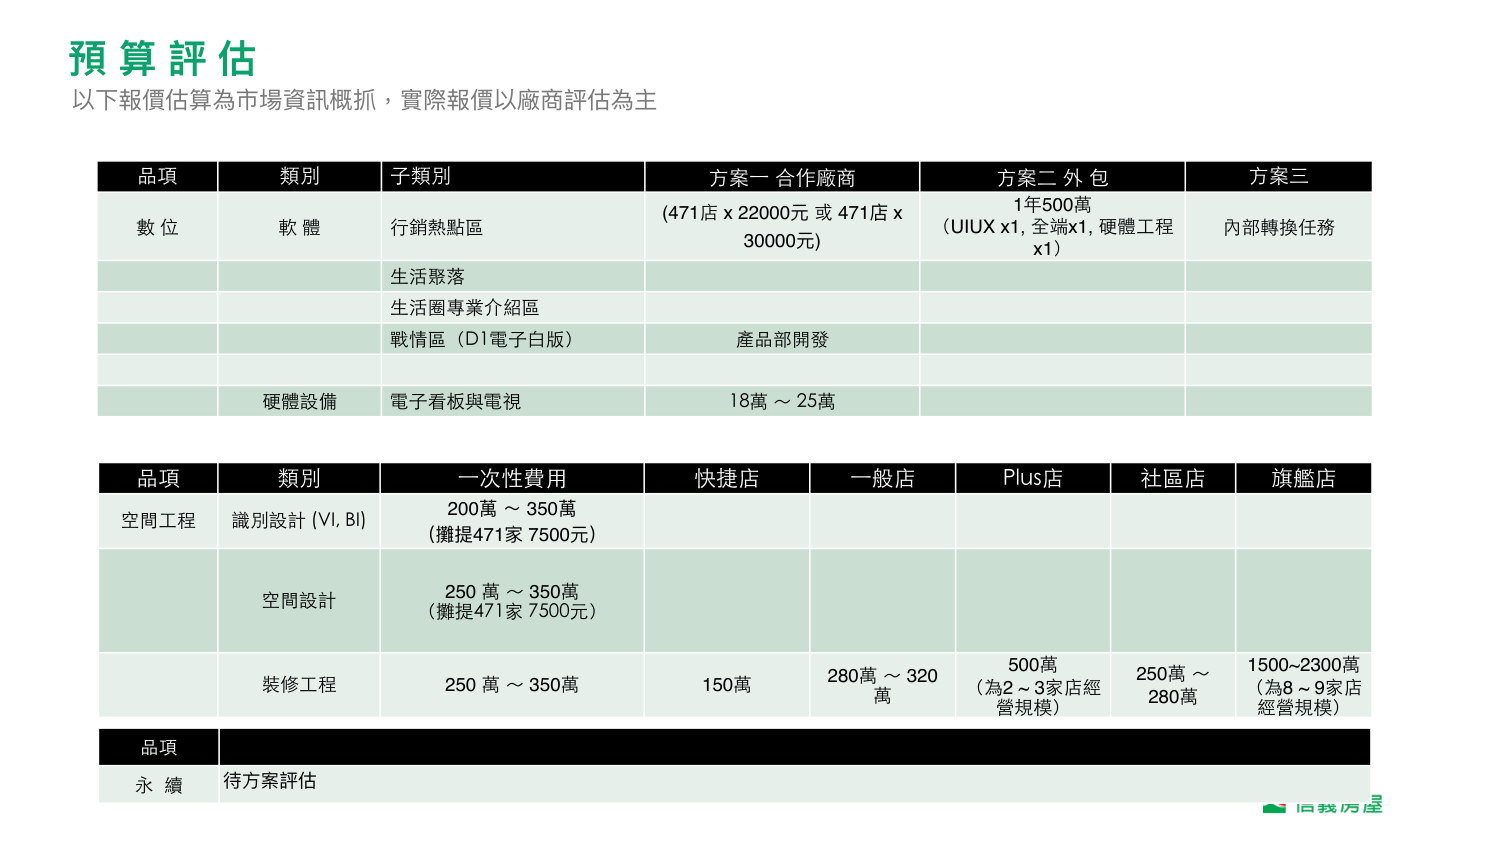 預算評估
以下報價估算為市場資訊概抓，實際報價以廠商評估為主
品項 類別 子類別 方案一 合作廠商 方案二 外 包 方案三
數 位 軟 體 行銷熱點區 (471店 x 22000元 或 471店 x 30000元) 1年500萬 （UIUX x1, 全端x1, 硬體工程 x1） 內部轉換任務
生活聚落
生活圈專業介紹區
戰情區（D1電子白版） 產品部開發
硬體設備 電子看板與電視 18萬 ～ 25萬
品項 類別 一次性費用 快捷店 一般店 Plus店 社區店 旗艦店
空間工程 識別設計 (VI, BI) 200萬 ～ 350萬 （攤提471家 7500元）
空間設計 250 萬 ～ 350萬 （攤提471家 7500元）
裝修工程 250 萬 ～ 350萬 150萬 280萬 ～ 320萬 500萬 （為2 ~ 3家店經營規模） 250萬 ～ 280萬 1500~2300萬 （為8 ~ 9家店經營規模）
品項
永 續 待方案評估
信義房屋